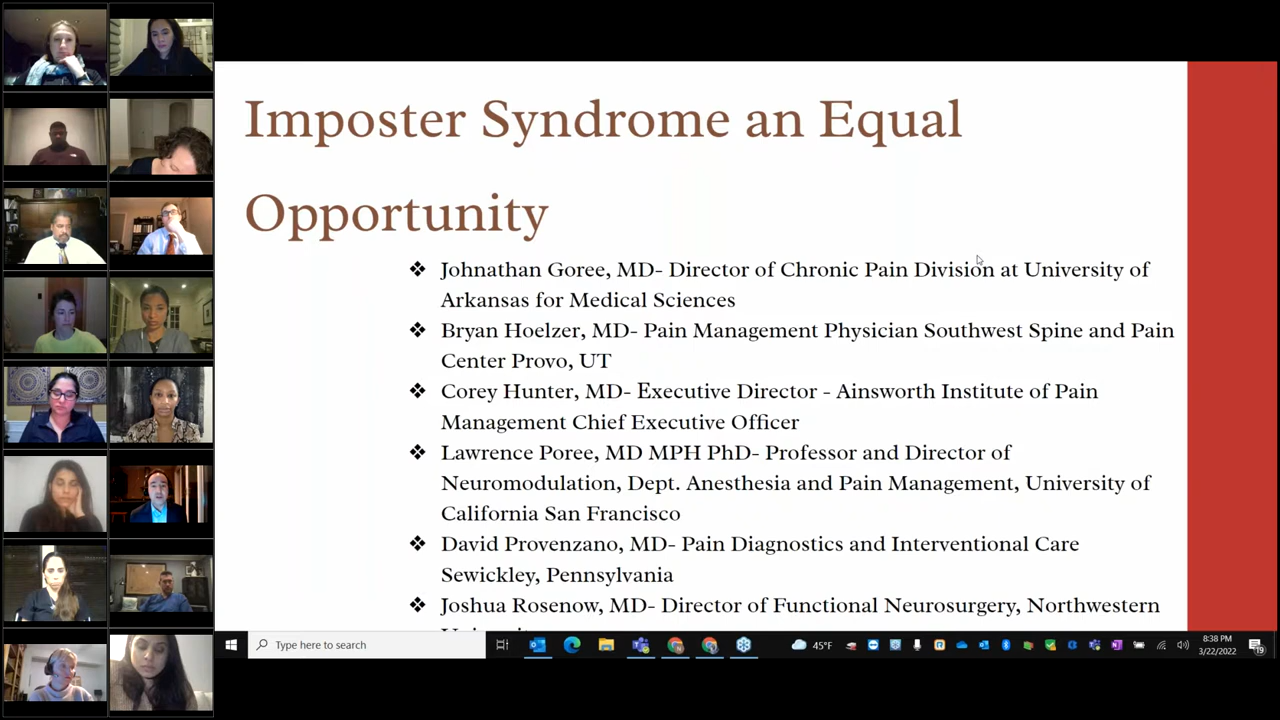 Imposter Syndrome an Equal
Opportunity
❖ Johnathan Goree, MD- Director of Chronic Pain Division at University of
Arkansas for Medical Sciences
❖ Bryan Hoelzer, MD- Pain Management Physician Southwest Spine and Pain
Center Provo, UT
❖ Corey Hunter, MD- Executive Director - Ainsworth Institute of Pain
Management Chief Executive Officer
❖ Lawrence Poree, MD MPH PhD- Professor and Director of
Neuromodulation, Dept. Anesthesia and Pain Management, University of
California San Francisco
❖ David Provenzano, MD- Pain Diagnostics and Interventional Care
Sewickley, Pennsylvania
❖ Joshua Rosenow, MD- Director of Functional Neurosurgery, Northwestern
Type here to search
45°F
8:38 PM
3/22/2022
19